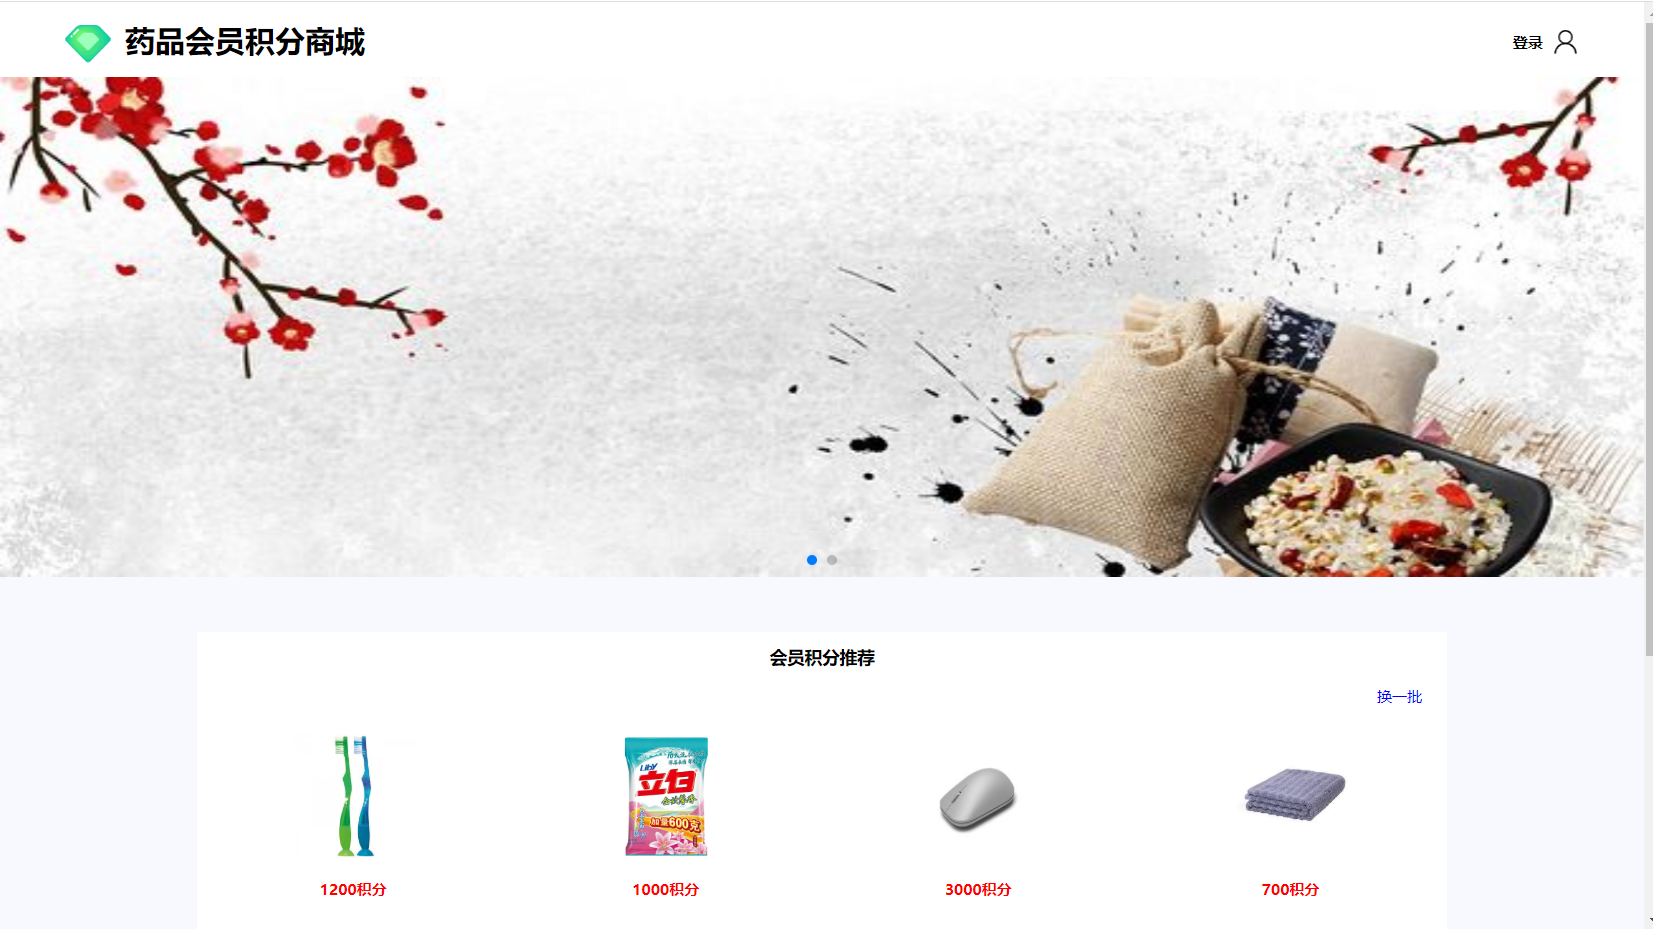 药品会员积分商城
登录
会员积分推荐
换一批
Liby
立白
加量600克
1200积分
1000积分
3000积分
700积分